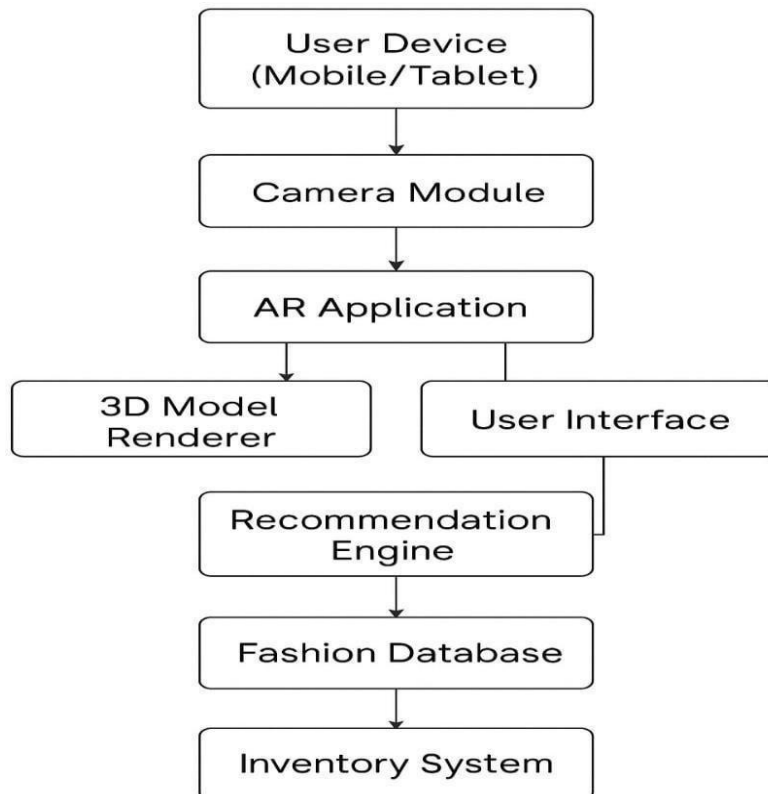 User Device
(Mobile/Tablet)
Camera Module
AR Application
3D Model
Renderer
User Interface
Recommendation
Engine
Fashion Database
Inventory System